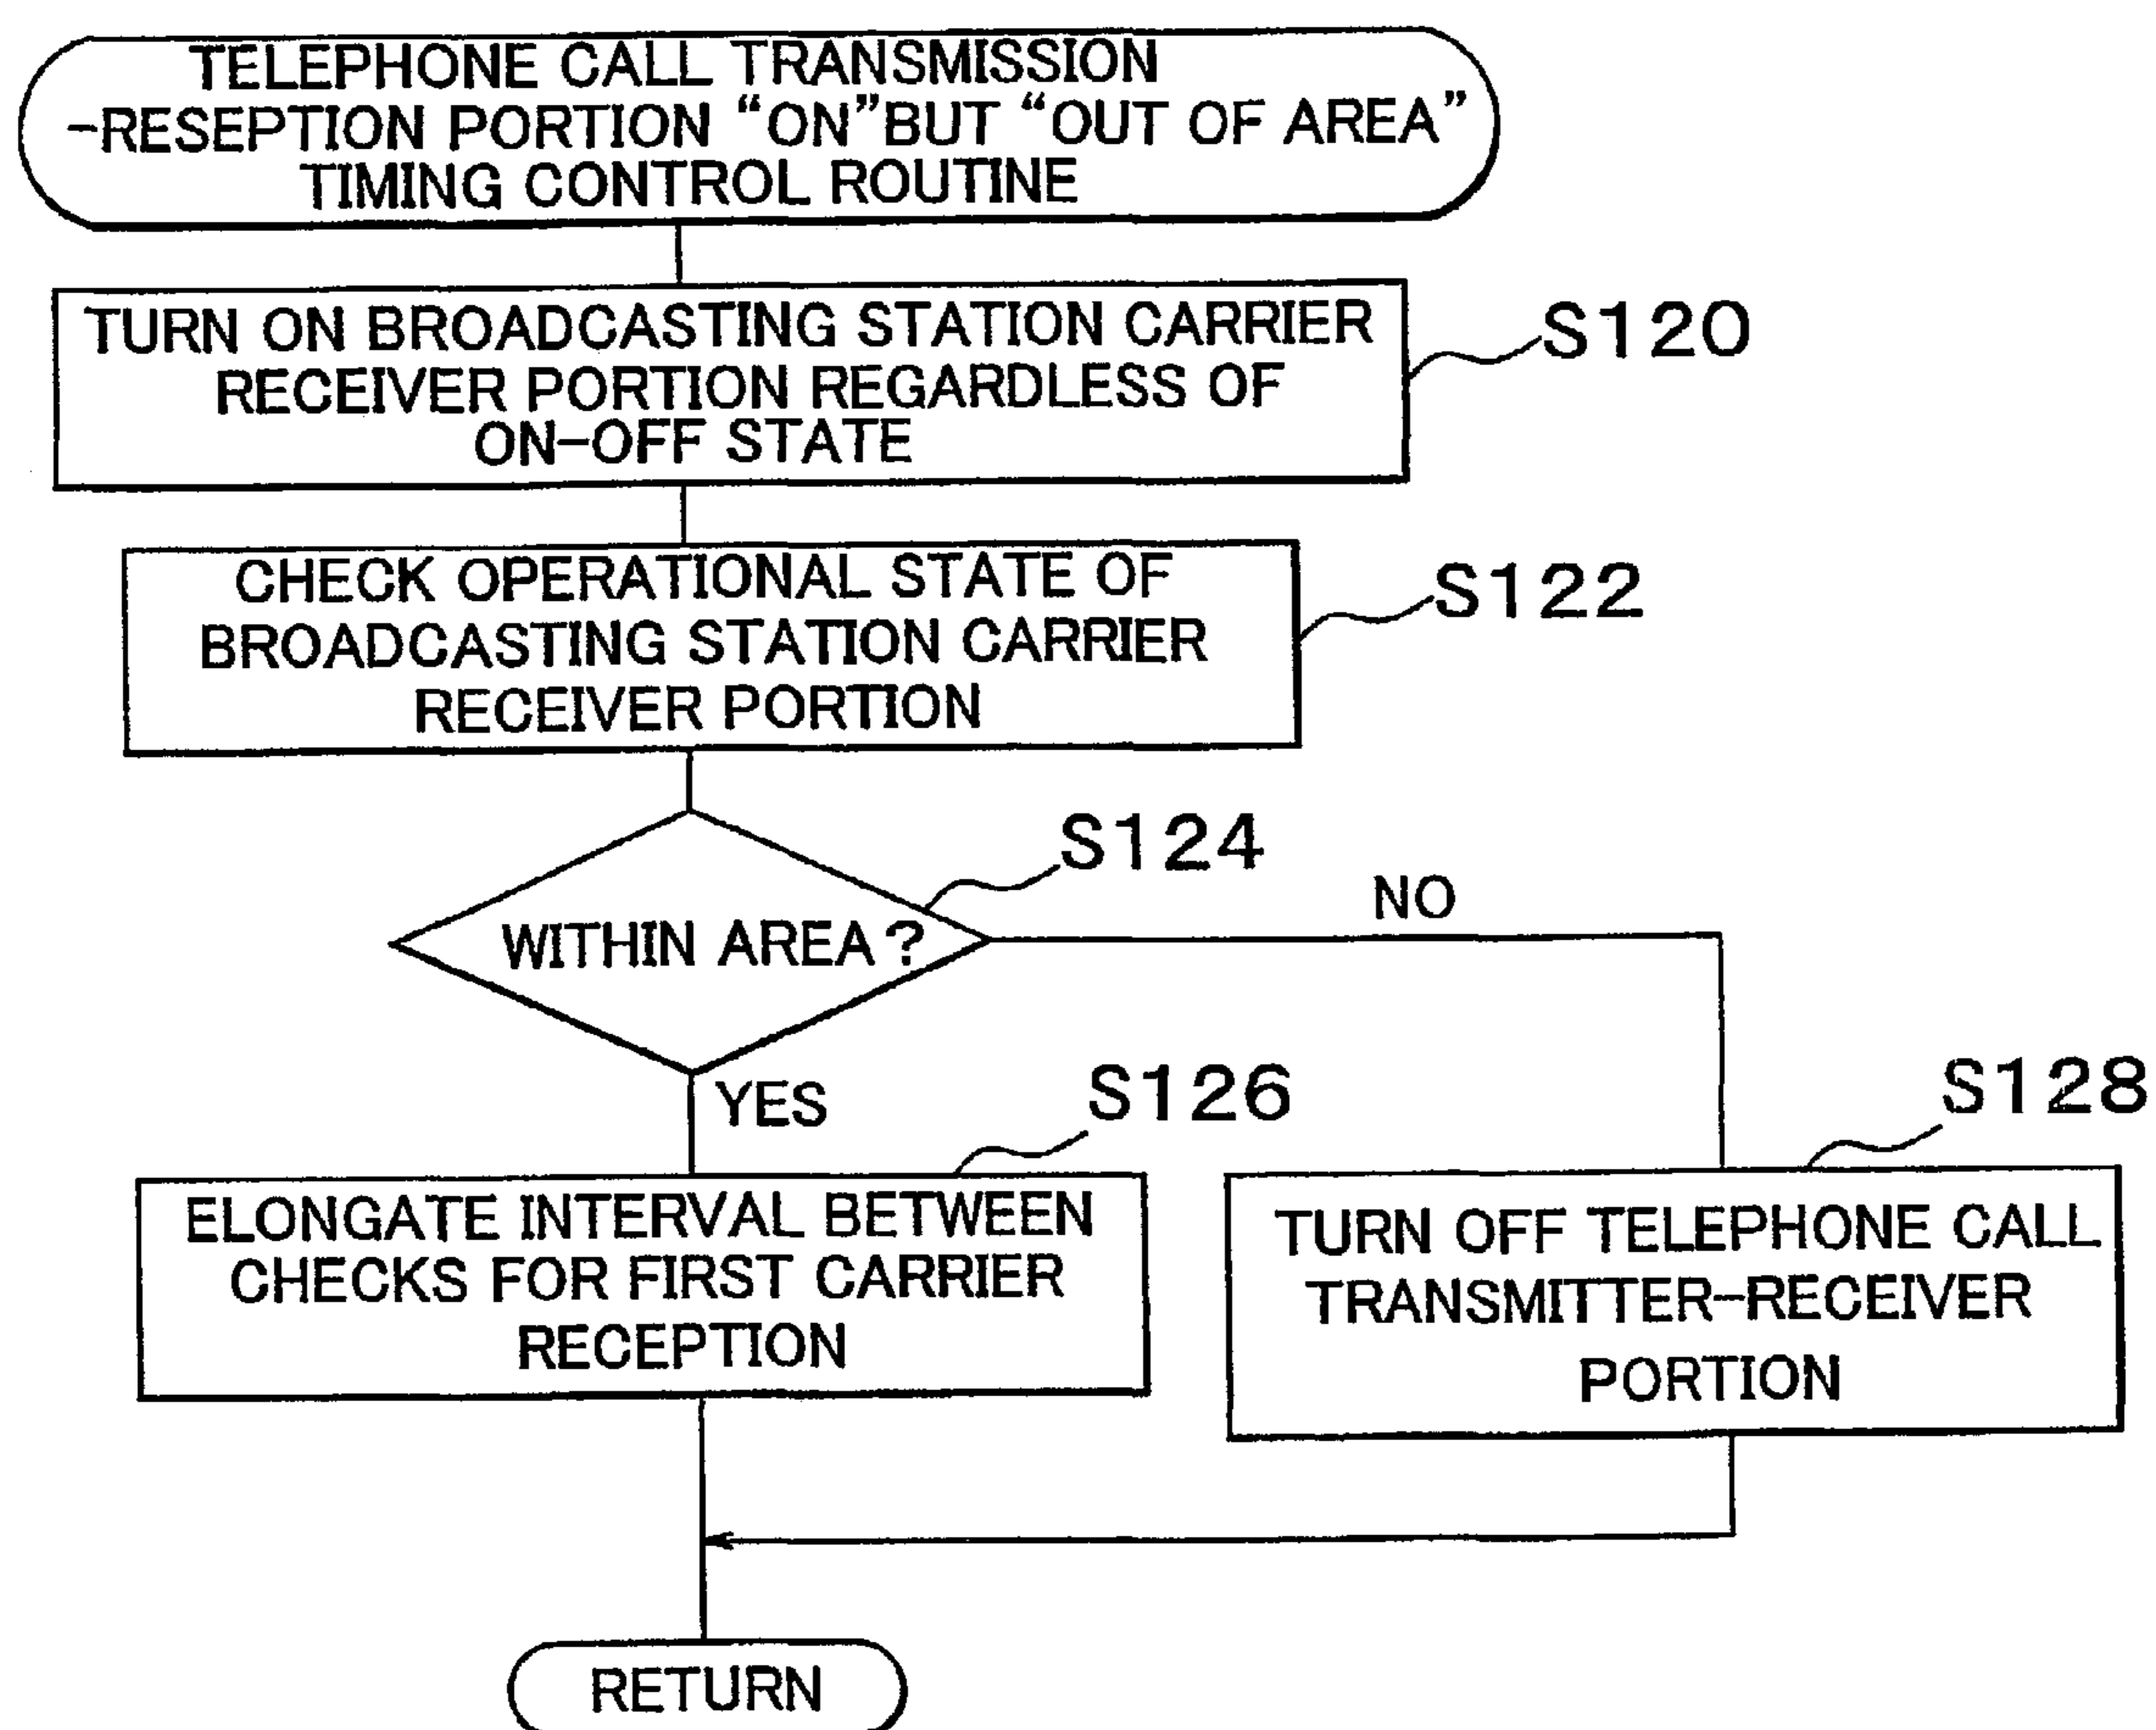 TELEPHONE CALL TRANSMISSION
-RESEPTION PORTION “ON”BUT “OUT OF AREA”
TIMING CONTROL ROUTINE
TURN ON BROADCASTING STATION CARRIER
RECEIVER PORTION REGARDLESS OF
ON-OFF STATE
S120
CHECK OPERATIONAL STATE OF
BROADCASTING STATION CARRIER
RECEIVER PORTION
S122
WITHIN AREA?
S124
NO
YES
ELONGATE INTERVAL BETWEEN
CHECKS FOR FIRST CARRIER
RECEPTION
S126
TURN OFF TELEPHONE CALL
TRANSMITTER-RECEIVER
PORTION
S128
RETURN